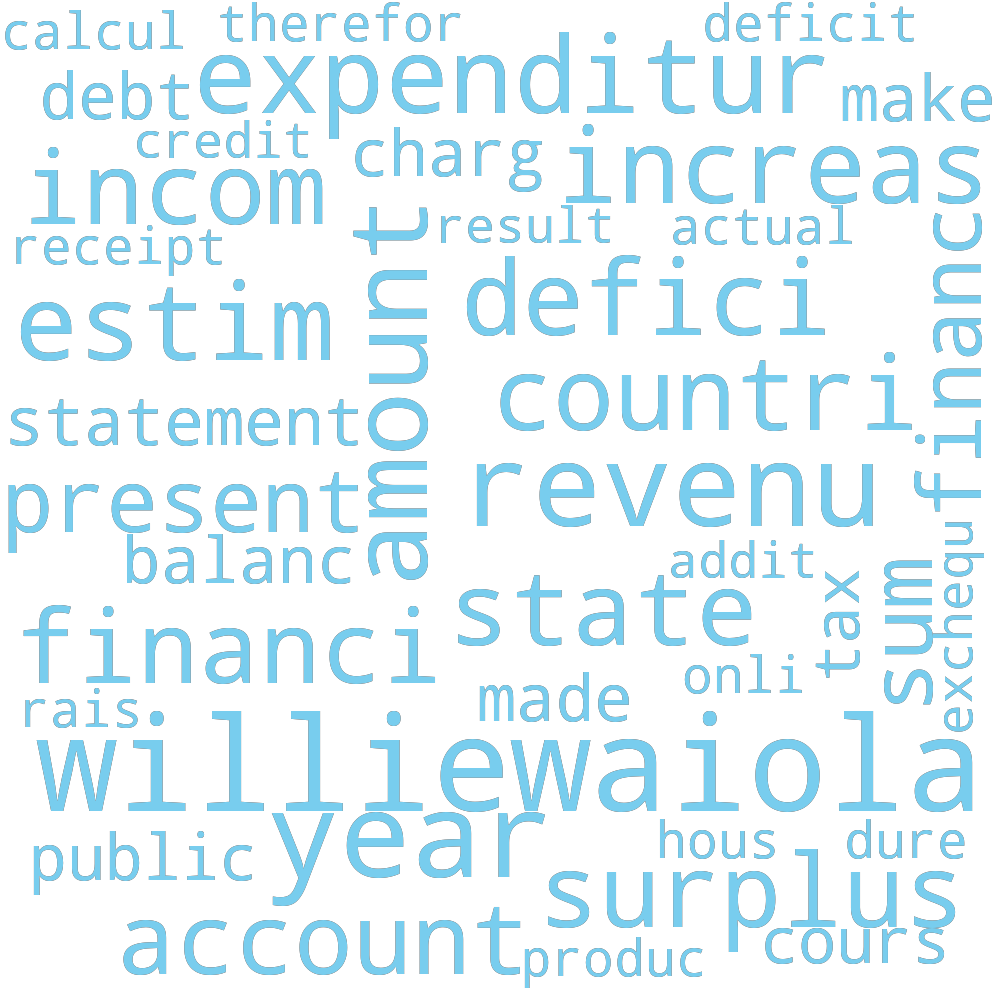 calcul
therefor
deficit
debt
expenditur
make
credit
charg
increas
incom
receipt
result
actual
amount
financ
estim
defici
countri
statement
revenu
present
balanc
addit
exchequ
state
tax
sum
financi
onli
made
rais
williewaiola
year
public
hous
dure
surplus
account
produc
cours